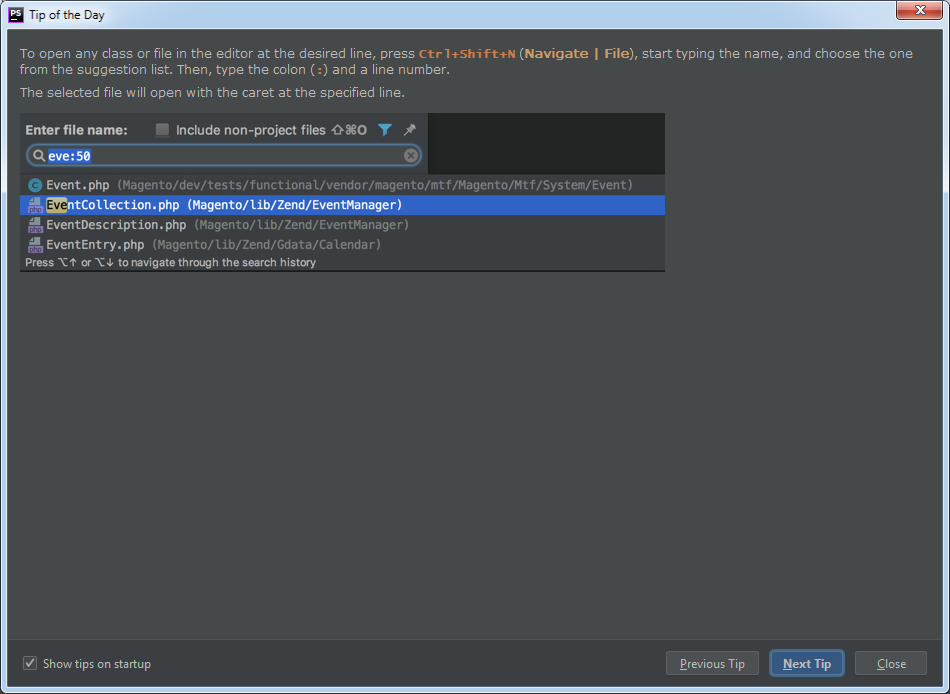 PS Tip of the Day
To open any class or file in the editor at the desired line, press Ctrl+Shift+N (Navigate | File), start typing the name, and choose the one
from the suggestion list. Then, type the colon (:) and a line number.
The selected file will open with the caret at the specified line.
Enter file name: Include non-project files ⇧⌘O
eve:50
C Event.php (Magento/dev/tests/functional/vendor/magento/mtf/Magento/Mtf/System/Event)
php EventCollection.php (Magento/lib/Zend/EventManager)
php EventDescription.php (Magento/lib/Zend/EventManager)
php EventEntry.php (Magento/lib/Zend/Gdata/Calendar)
Press ⌥↑ or ⌥↓ to navigate through the search history
Show tips on startup Previous Tip Next Tip Close